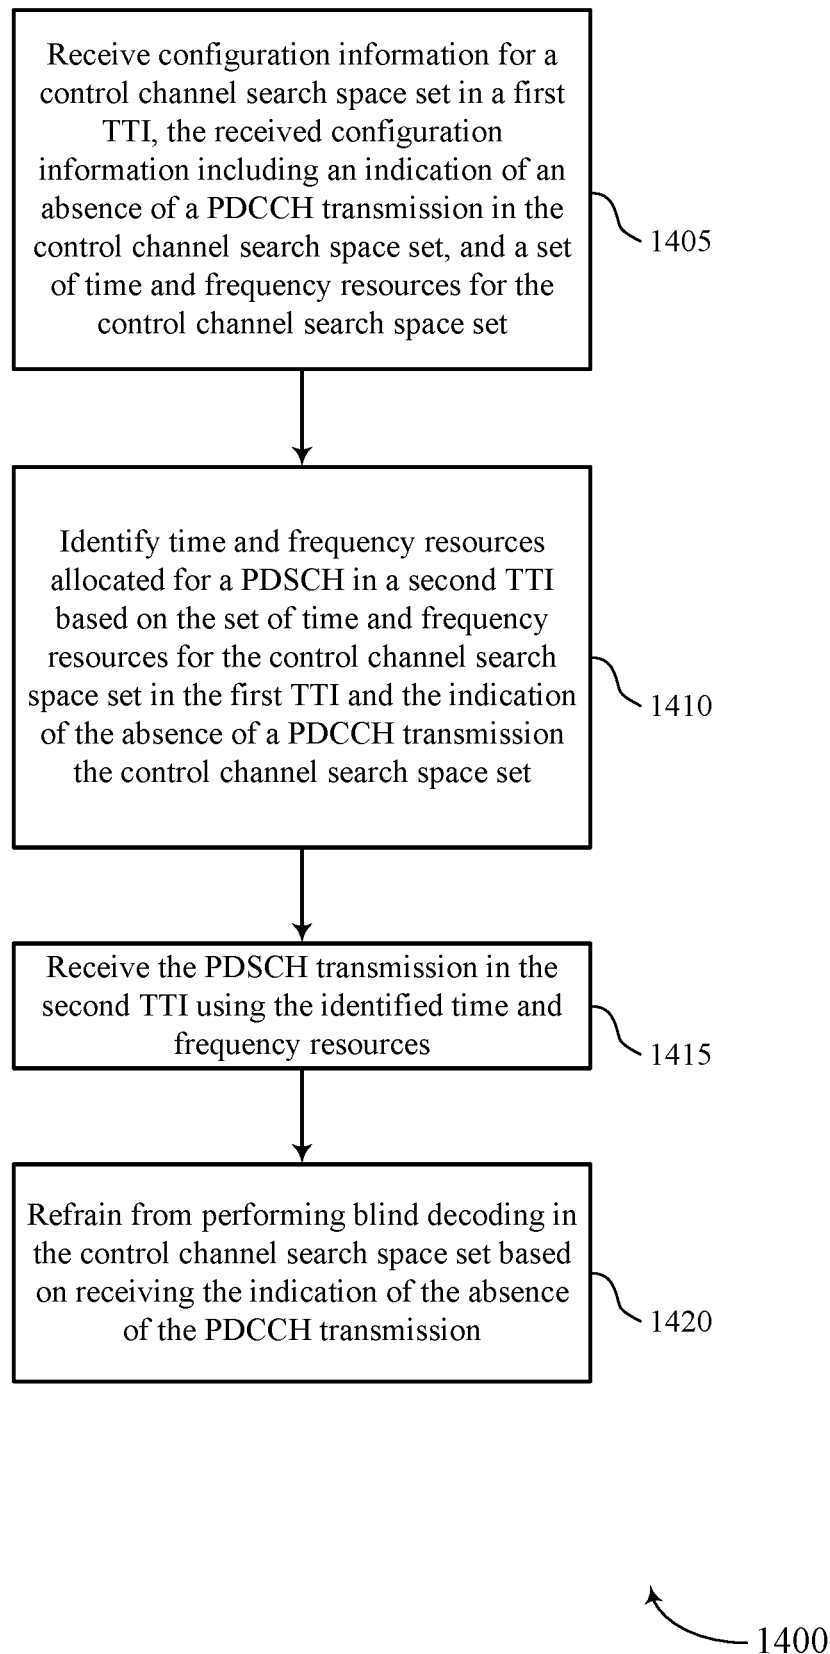 Receive configuration information for a
control channel search space set in a first
TTI, the received configuration
information including an indication of an
absence of a PDCCH transmission in the
control channel search space set, and a set
of time and frequency resources for the
control channel search space set
1405
Identify time and frequency resources
allocated for a PDSCH in a second TTI
based on the set of time and frequency
resources for the control channel search
space set in the first TTI and the indication
of the absence of a PDCCH transmission
the control channel search space set
1410
Receive the PDSCH transmission in the
second TTI using the identified time and
frequency resources
1415
Refrain from performing blind decoding in
the control channel search space set based
on receiving the indication of the absence
of the PDCCH transmission
1420
1400